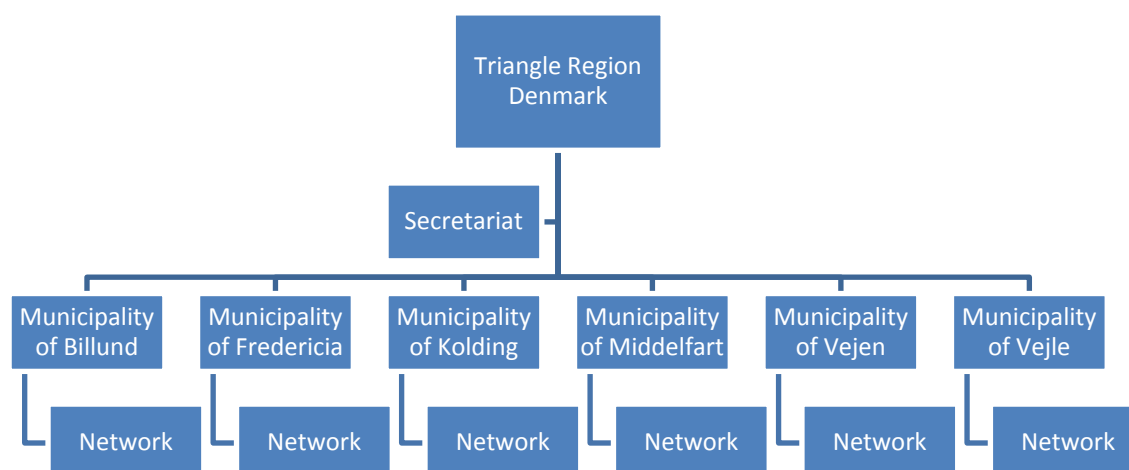 Triangle Region
Denmark
Secretariat
Municipality
of Billund
Municipality
of Fredericia
Municipality
of Kolding
Municipality
of Middelfart
Municipality
of Vejen
Municipality
of Vejle
Network
Network
Network
Network
Network
Network